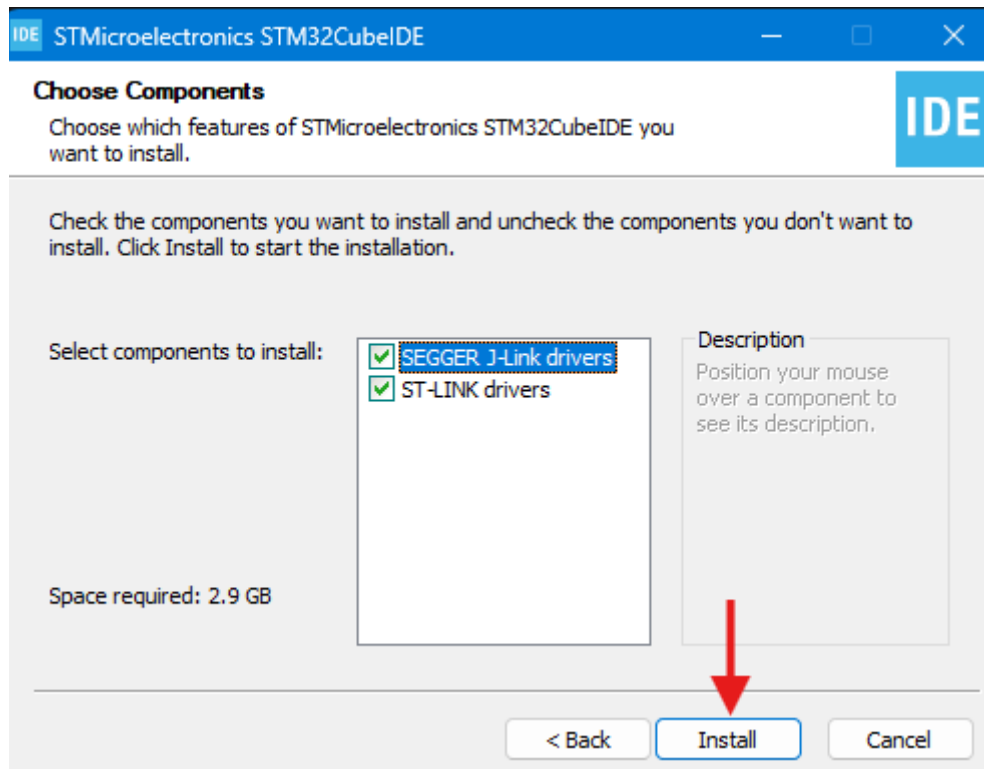 IDE STMicroelectronics STM32CubeIDE
Choose Components
Choose which features of STMicroelectronics STM32CubeIDE you
want to install.
IDE
Check the components you want to install and uncheck the components you don't want to
install. Click Install to start the installation.
Select components to install:
SEGGER J-Link drivers
ST-LINK drivers
Description
Position your mouse
over a component to
see its description.
Space required: 2.9 GB
< Back
Install
Cancel